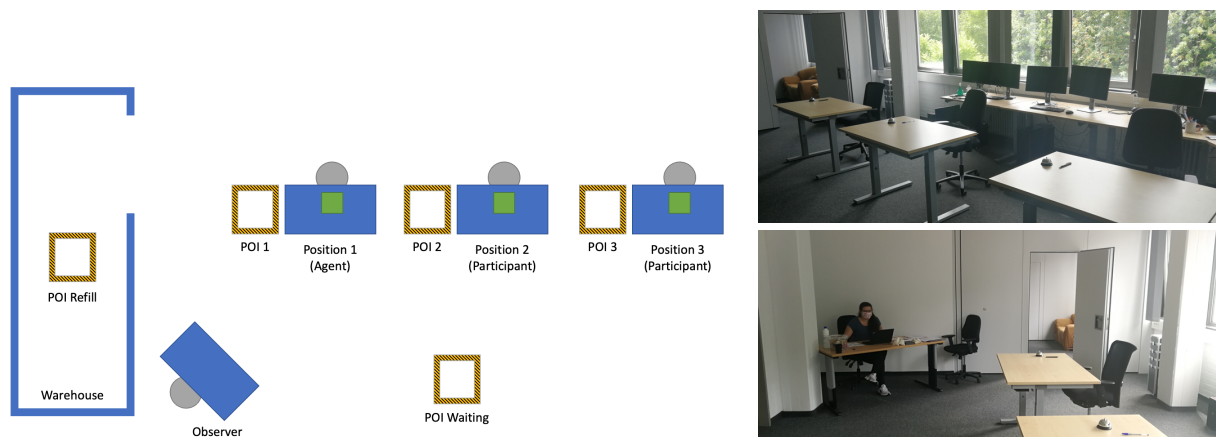 POI 1
Position 1
(Agent)
POI 2
Position 2
(Participant)
POI 3
Position 3
(Participant)
POI Refill
Warehouse
POI Waiting
Observer